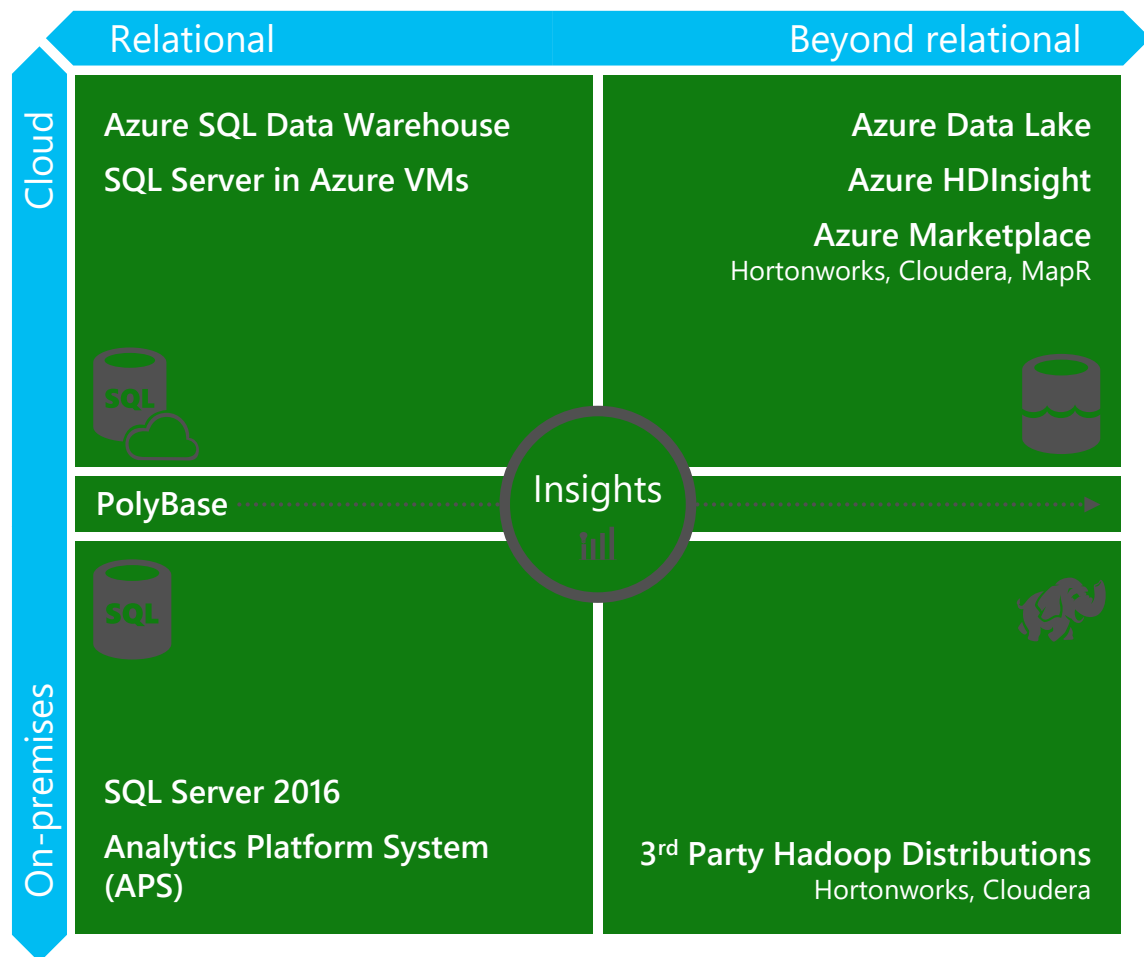 Relational
Beyond relational
Cloud
Azure SQL Data Warehouse
SQL Server in Azure VMs
Azure Data Lake
Azure HDInsight
Azure Marketplace
Hortonworks, Cloudera, MapR
SQL
PolyBase
Insights
SQL
On-premises
SQL Server 2016
Analytics Platform System
(APS)
3rd Party Hadoop Distributions
Hortonworks, Cloudera